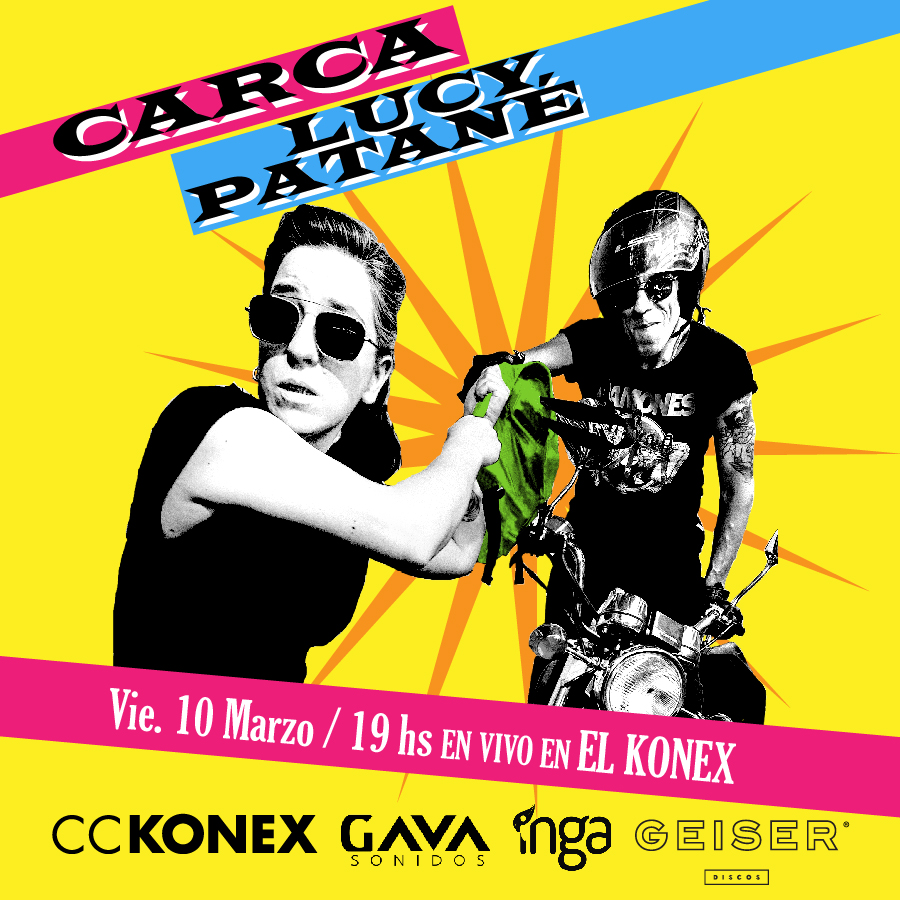 CARCA
LUCY
PATANÉ
RAMONES
Vie. 10 Marzo / 19 hs EN VIVO EN EL KONEX
CCKONEX GAVA inga GEISER®
SONIDOS
DISCOS